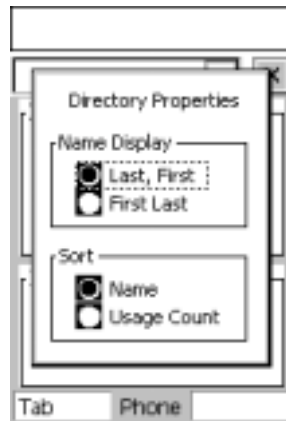 Directory Properties
Name Display
Last, First
First Last
Sort
Name
Usage Count
Tab
Phone